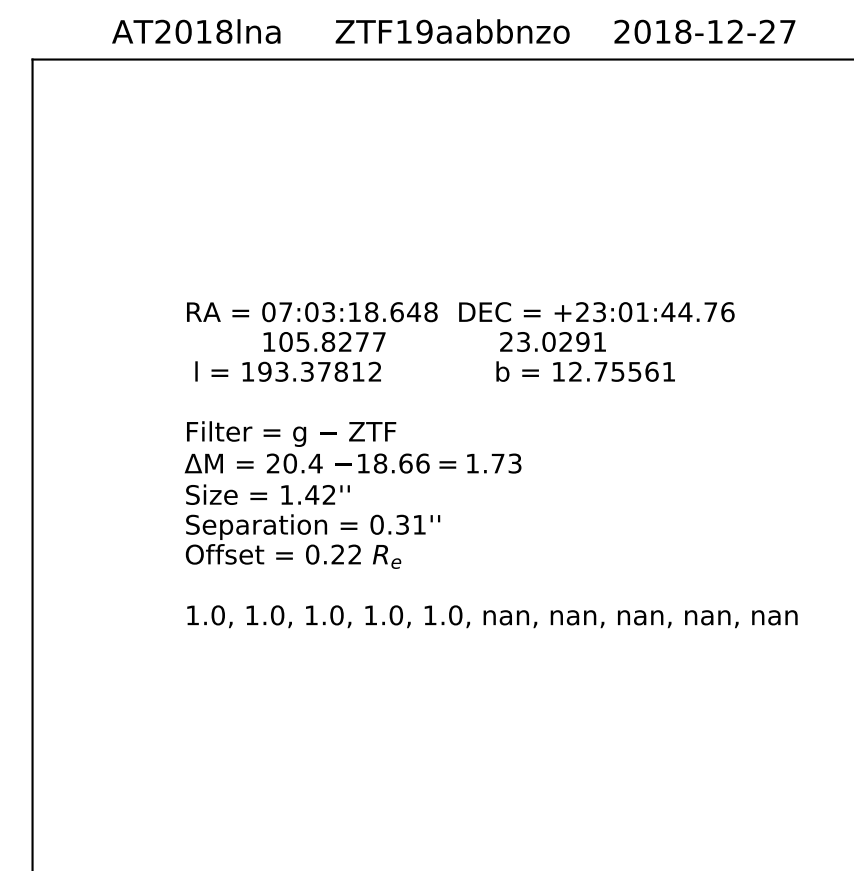 AT2018lna ZTF19aabbnzo 2018-12-27
RA = 07:03:18.648 DEC = +23:01:44.76
105.8277 23.0291
l = 193.37812 b = 12.75561
Filter = g − ZTF
ΔM = 20.4 −18.66 = 1.73
Size = 1.42''
Separation = 0.31''
Offset = 0.22 Rₑ
1.0, 1.0, 1.0, 1.0, 1.0, nan, nan, nan, nan, nan